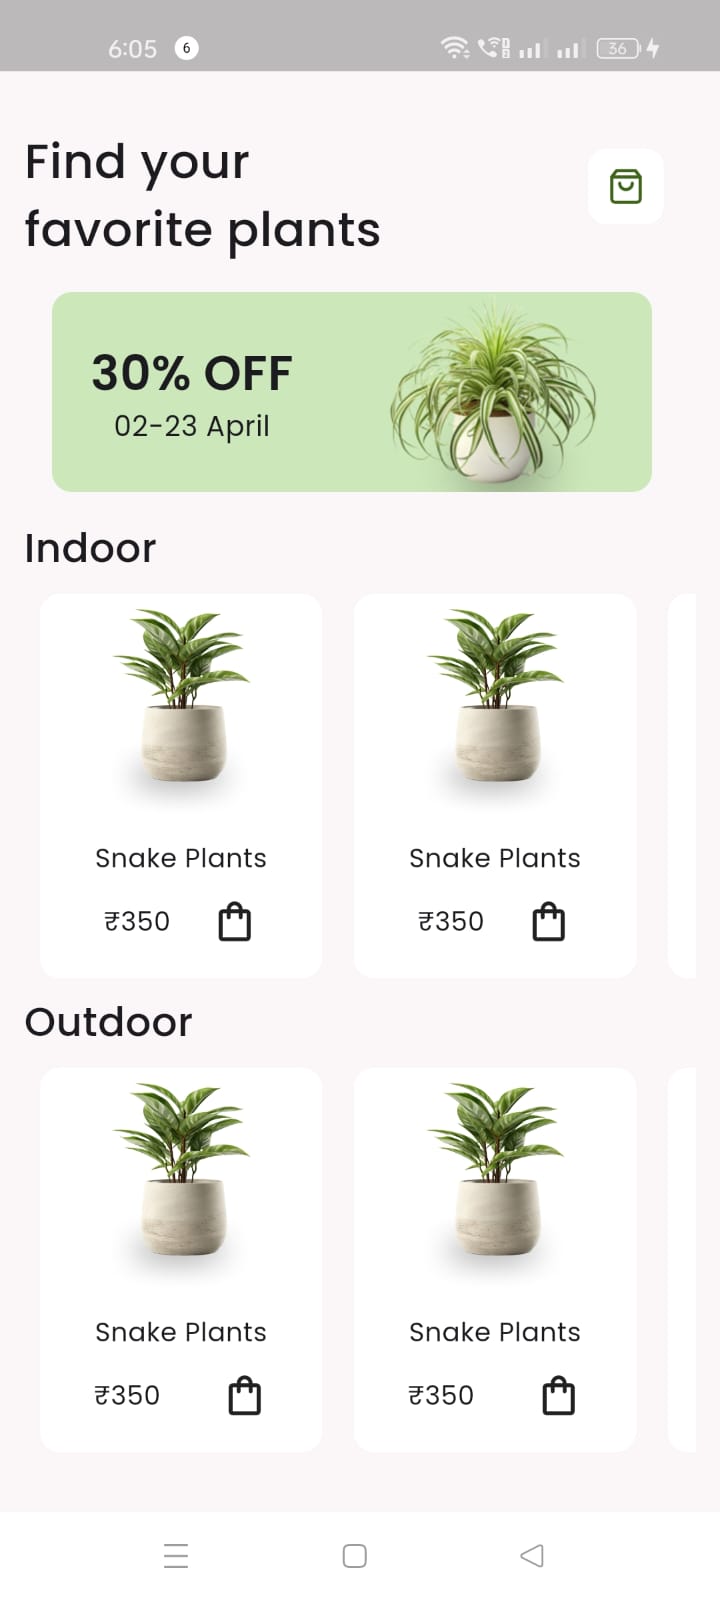 6:05 6 36
Find your
favorite plants
30% OFF
02-23 April
Indoor
Snake Plants Snake Plants
₹350 ₹350
Outdoor
Snake Plants Snake Plants
₹350 ₹350